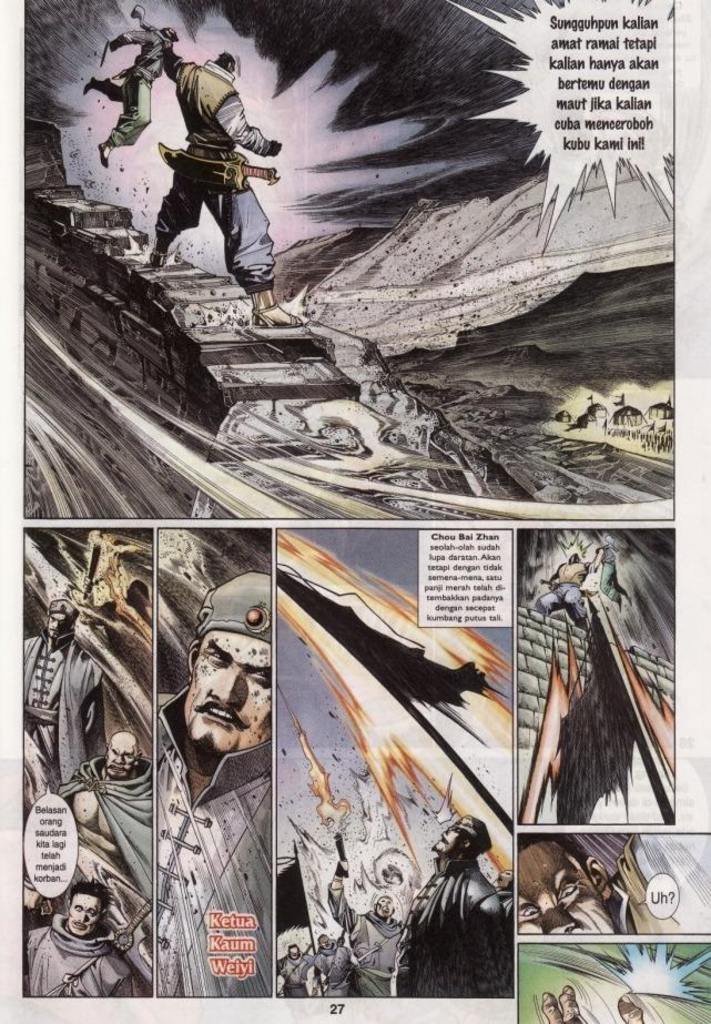 Sungguhpun kalian
amat ramai tetapi
kalian hanya akan
bertemu dengan
maut jika kalian
cuba menceroboh
kubu kami ini!
Belasan
orang
saudara
kita lagi
telah
menjadi
korban...
Ketua
Kaum
Weiyi
Chou Bai Zhan
seolah-olah sudah
lupa daratan. Akan
tetapi dengan tidak
semena-mena, satu
panji merah telah di-
tembakkan padanya
dengan secepat
kumbang putus tali.
Uh?
27